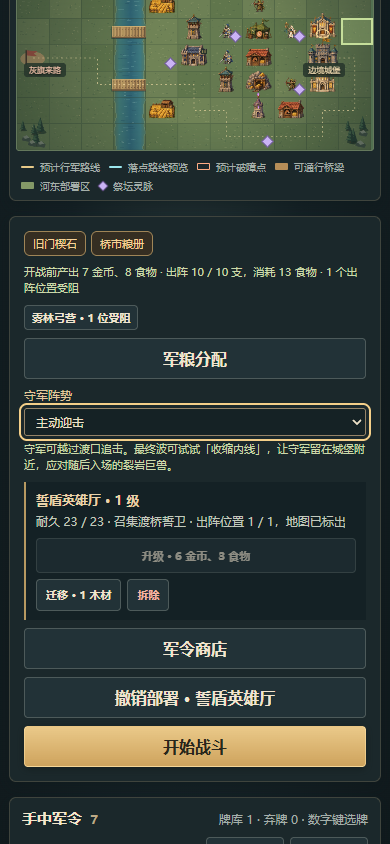 灰旗来路
边境城堡
预计行军路线 落点路线预览 预计破障点 可通行桥梁
河东部署区 祭坛灵脉
旧门楔石 桥市粮册
开战前产出 7 金币、8 食物 · 出阵 10 / 10 支，消耗 13 食物 · 1 个出
阵位置受阻
雾林弓营 • 1 位受阻
军粮分配
守军阵势
主动迎击
守军可越过渡口追击。最终波可试试「收缩内线」，让守军留在城堡附
近，应对随后入场的裂岩巨兽。
誓盾英雄厅 • 1 级
耐久 23 / 23 · 召集渡桥誓卫 · 出阵位置 1 / 1，地图已标出
升级 • 6 金币、3 食物
迁移 • 1 木材 拆除
军令商店
撤销部署 • 誓盾英雄厅
开始战斗
手中军令 7 牌库 1 · 弃牌 0 · 数字键选牌